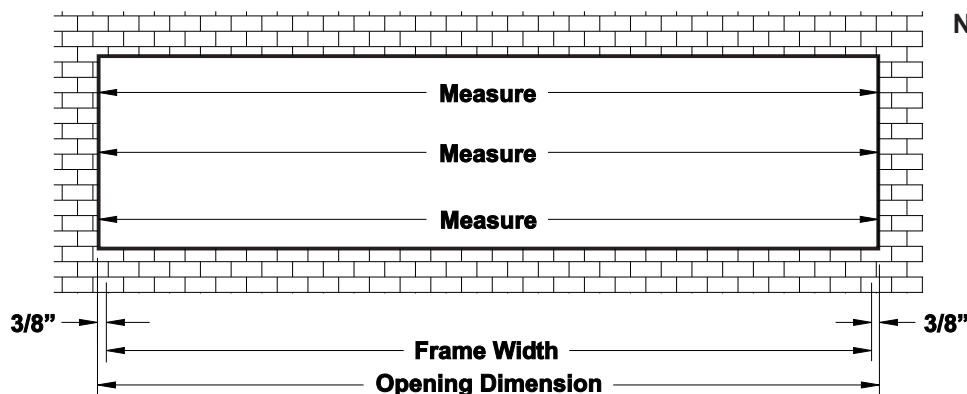 N
Measure
Measure
Measure
3/8” 3/8”
Frame Width
Opening Dimension